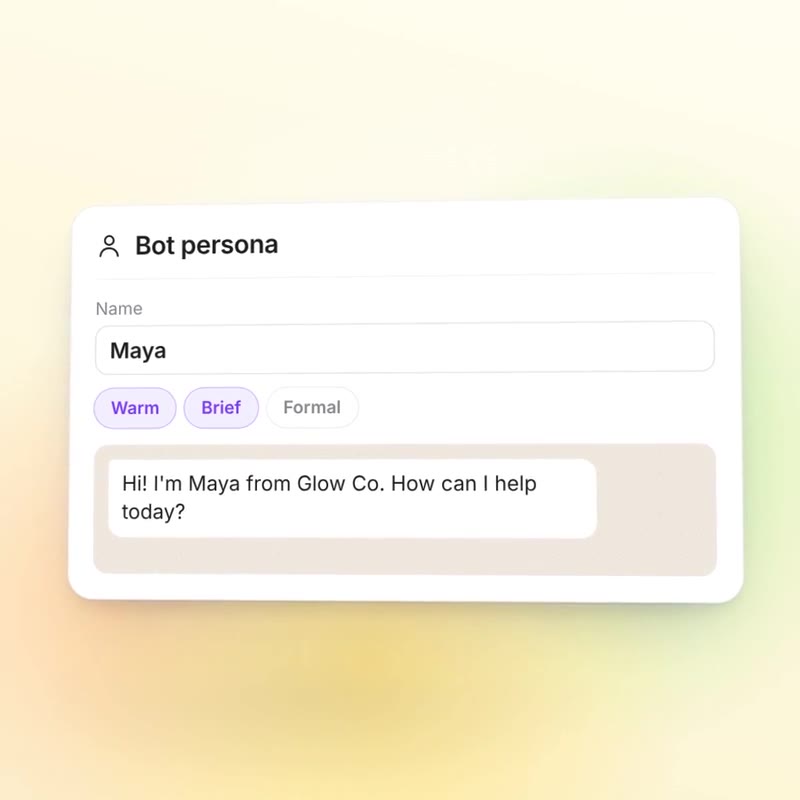 Bot persona
Name
Maya
Warm Brief Formal
Hi! I'm Maya from Glow Co. How can I help
today?